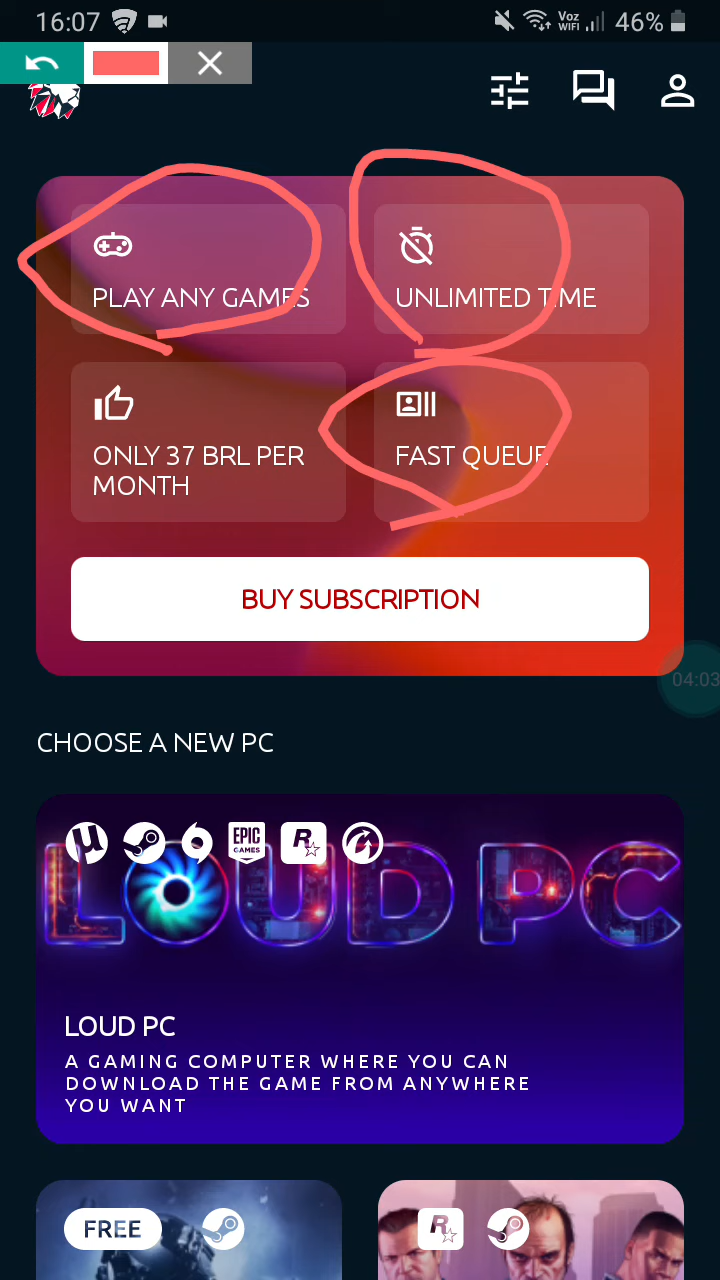 16:07
Voz
WIFI
46%
PLAY ANY GAMES
UNLIMITED TIME
ONLY 37 BRL PER
MONTH
FAST QUEUE
BUY SUBSCRIPTION
04:03
CHOOSE A NEW PC
µ
EPIC
GAMES
R
LOUD PC
LOUD PC
A GAMING COMPUTER WHERE YOU CAN
DOWNLOAD THE GAME FROM ANYWHERE
YOU WANT
FREE
R